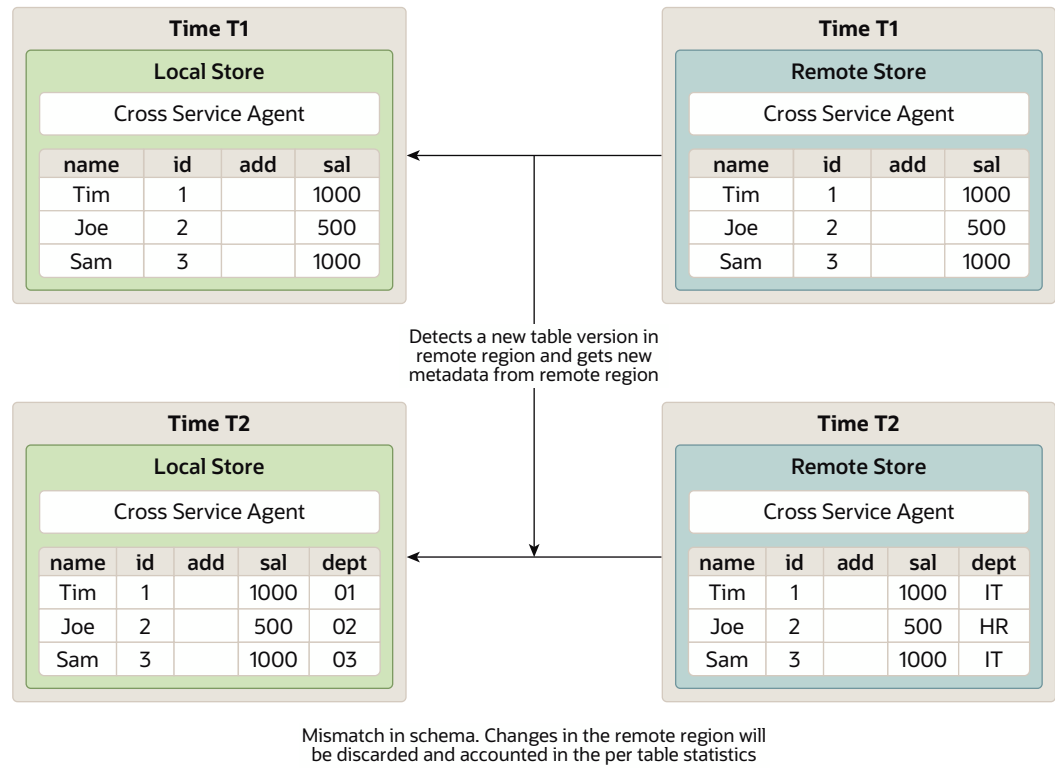 Time T1
Local Store
Cross Service Agent
name id add sal
Tim 1 1000
Joe 2 500
Sam 3 1000
Time T1
Remote Store
Cross Service Agent
name id add sal
Tim 1 1000
Joe 2 500
Sam 3 1000
Detects a new table version in
remote region and gets new
metadata from remote region
Time T2
Local Store
Cross Service Agent
name id add sal dept
Tim 1 1000 01
Joe 2 500 02
Sam 3 1000 03
Time T2
Remote Store
Cross Service Agent
name id add sal dept
Tim 1 1000 IT
Joe 2 500 HR
Sam 3 1000 IT
Mismatch in schema. Changes in the remote region will
be discarded and accounted in the per table statistics